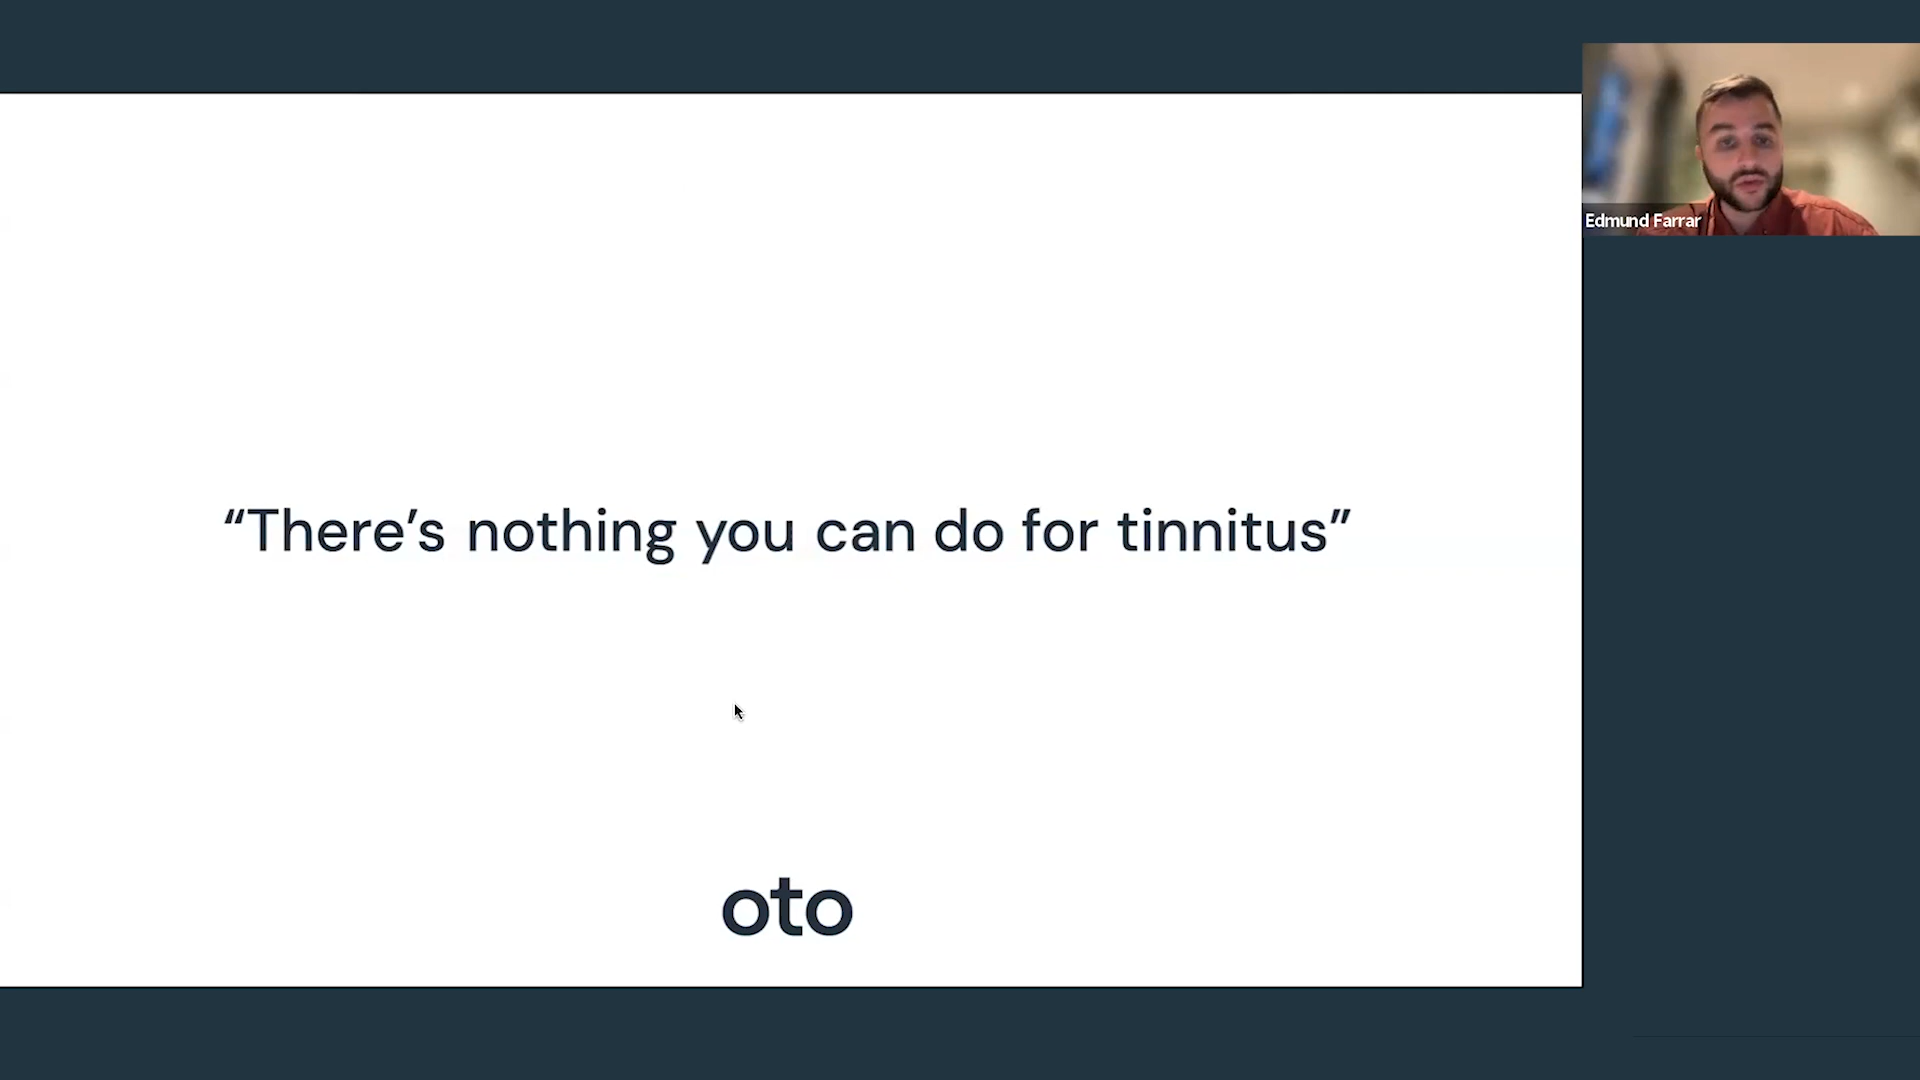 “There’s nothing you can do for tinnitus”
oto
Edmund Farrar